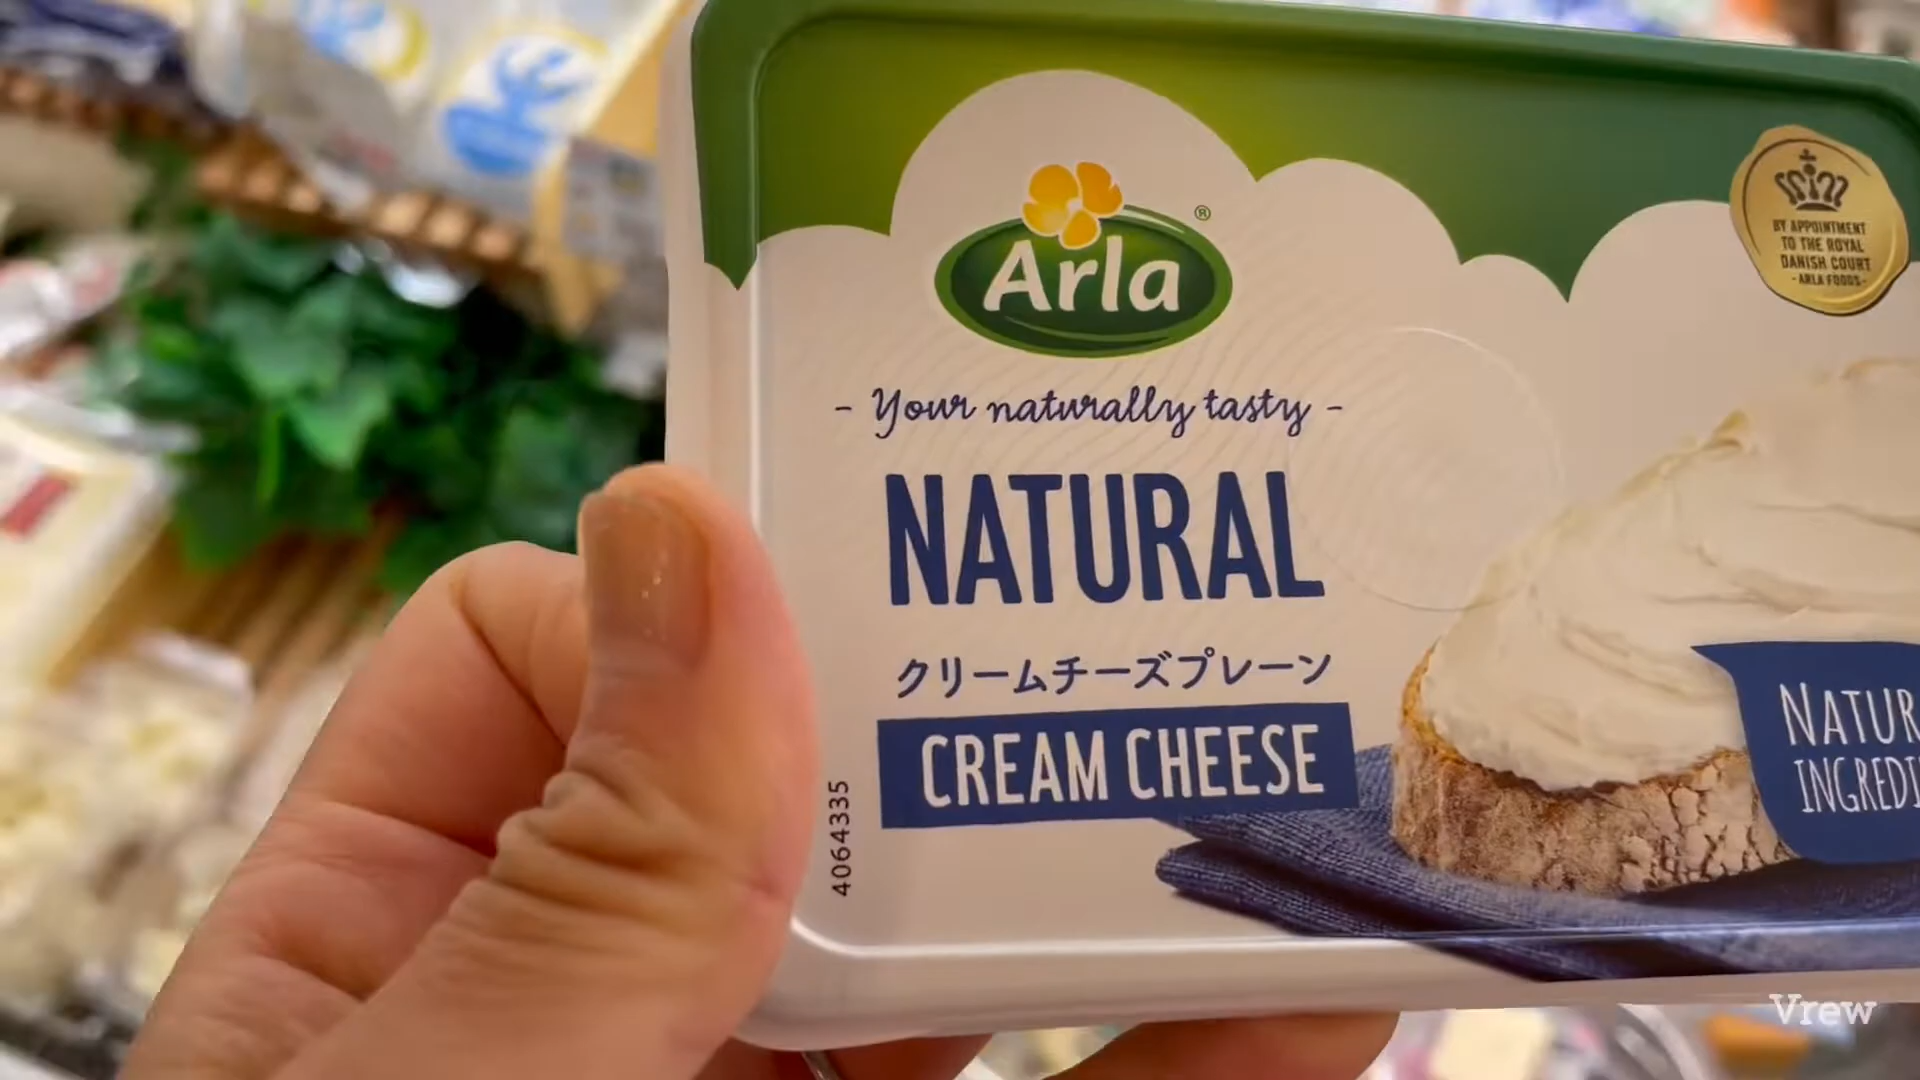 Arla®
BY APPOINTMENT
TO THE ROYAL
DANISH COURT
-ARLA FOODS-
- Your naturally tasty -
NATURAL
クリームチーズプレーン
CREAM CHEESE
NATUR
INGREDI
4064335
Vrew